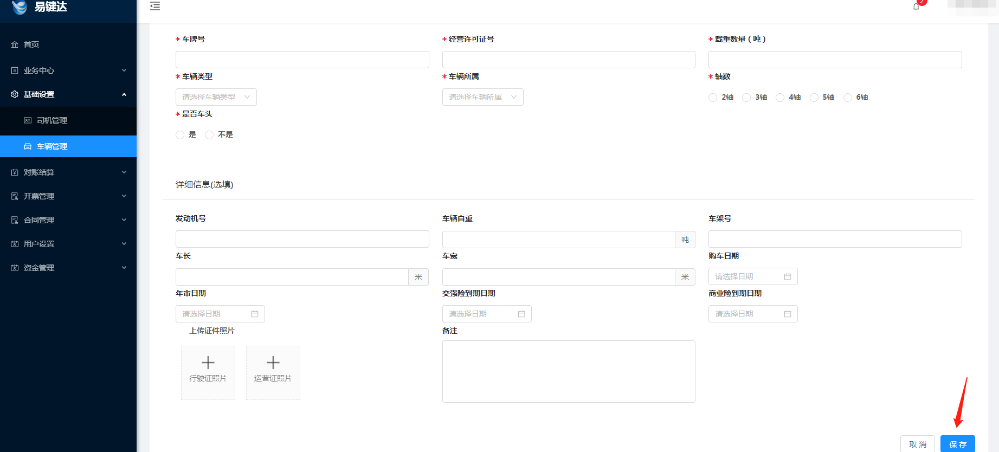 易键达
2
首页
业务中心
基础设置
司机管理
车辆管理
对账结算
开票管理
合同管理
用户设置
资金管理
* 车牌号
* 经营许可证号
* 载重数量（吨）
* 车辆类型
* 车辆所属
* 轴数
请选择车辆类型
请选择车辆所属
2轴 3轴 4轴 5轴 6轴
* 是否车头
是 不是
详细信息(选填)
发动机号
车辆自重
车架号
吨
车长
车宽
购车日期
米
米
请选择日期
年审日期
交强险到期日期
商业险到期日期
请选择日期
请选择日期
请选择日期
上传证件照片
备注
行驶证照片
运营证照片
取 消
保 存